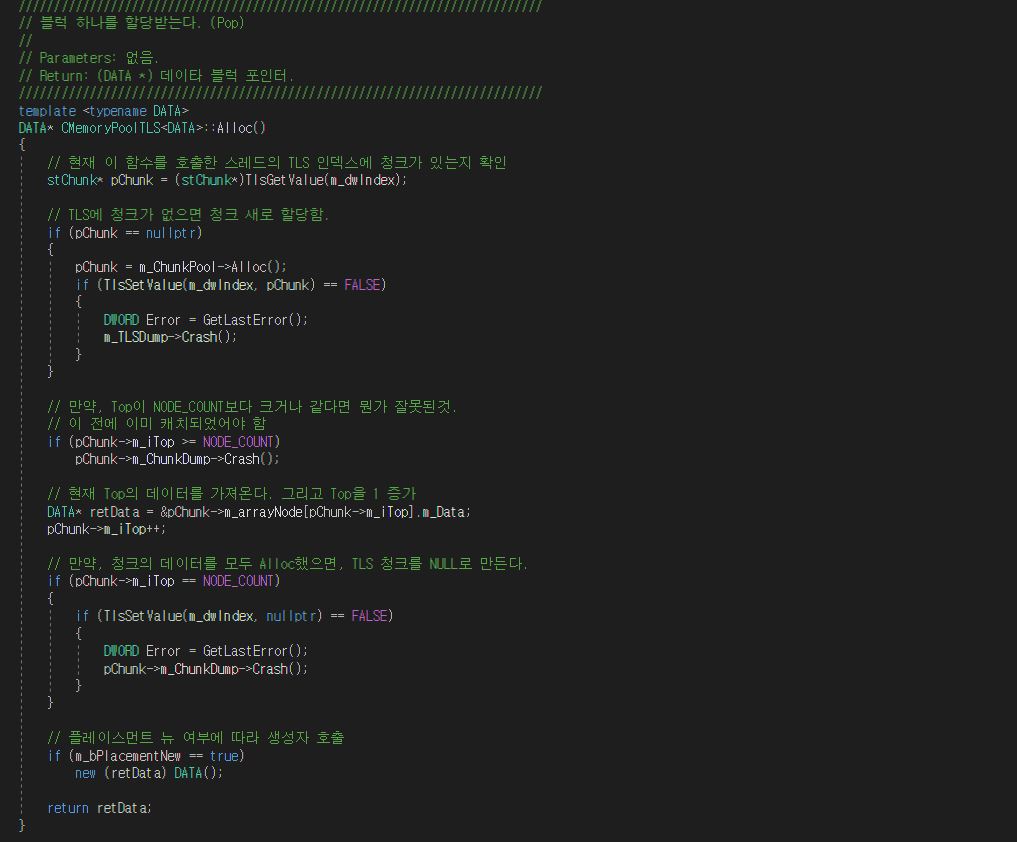 //////////////////////////////////////////////////////////////////////////
// 블럭 하나를 할당받는다. (Pop)
//
// Parameters: 없음.
// Return: (DATA *) 데이타 블럭 포인터.
//////////////////////////////////////////////////////////////////////////
template <typename DATA>
DATA* CMemoryPoolTLS<DATA>::Alloc()
{
// 현재 이 함수를 호출한 스레드의 TLS 인덱스에 청크가 있는지 확인
stChunk* pChunk = (stChunk*)TlsGetValue(m_dwIndex);
// TLS에 청크가 없으면 청크 새로 할당함.
if (pChunk == nullptr)
{
pChunk = m_ChunkPool->Alloc();
if (TlsSetValue(m_dwIndex, pChunk) == FALSE)
{
DWORD Error = GetLastError();
m_TLSDump->Crash();
}
}
// 만약, Top이 NODE_COUNT보다 크거나 같다면 뭔가 잘못된것.
// 이 전에 이미 캐치되었어야 함
if (pChunk->m_iTop >= NODE_COUNT)
pChunk->m_ChunkDump->Crash();
// 현재 Top의 데이터를 가져온다. 그리고 Top을 1 증가
DATA* retData = &pChunk->m_arrayNode[pChunk->m_iTop].m_Data;
pChunk->m_iTop++;
// 만약, 청크의 데이터를 모두 Alloc했으면, TLS 청크를 NULL로 만든다.
if (pChunk->m_iTop == NODE_COUNT)
{
if (TlsSetValue(m_dwIndex, nullptr) == FALSE)
{
DWORD Error = GetLastError();
pChunk->m_ChunkDump->Crash();
}
}
// 플레이스먼트 뉴 여부에 따라 생성자 호출
if (m_bPlacementNew == true)
new (retData) DATA();
return retData;
}